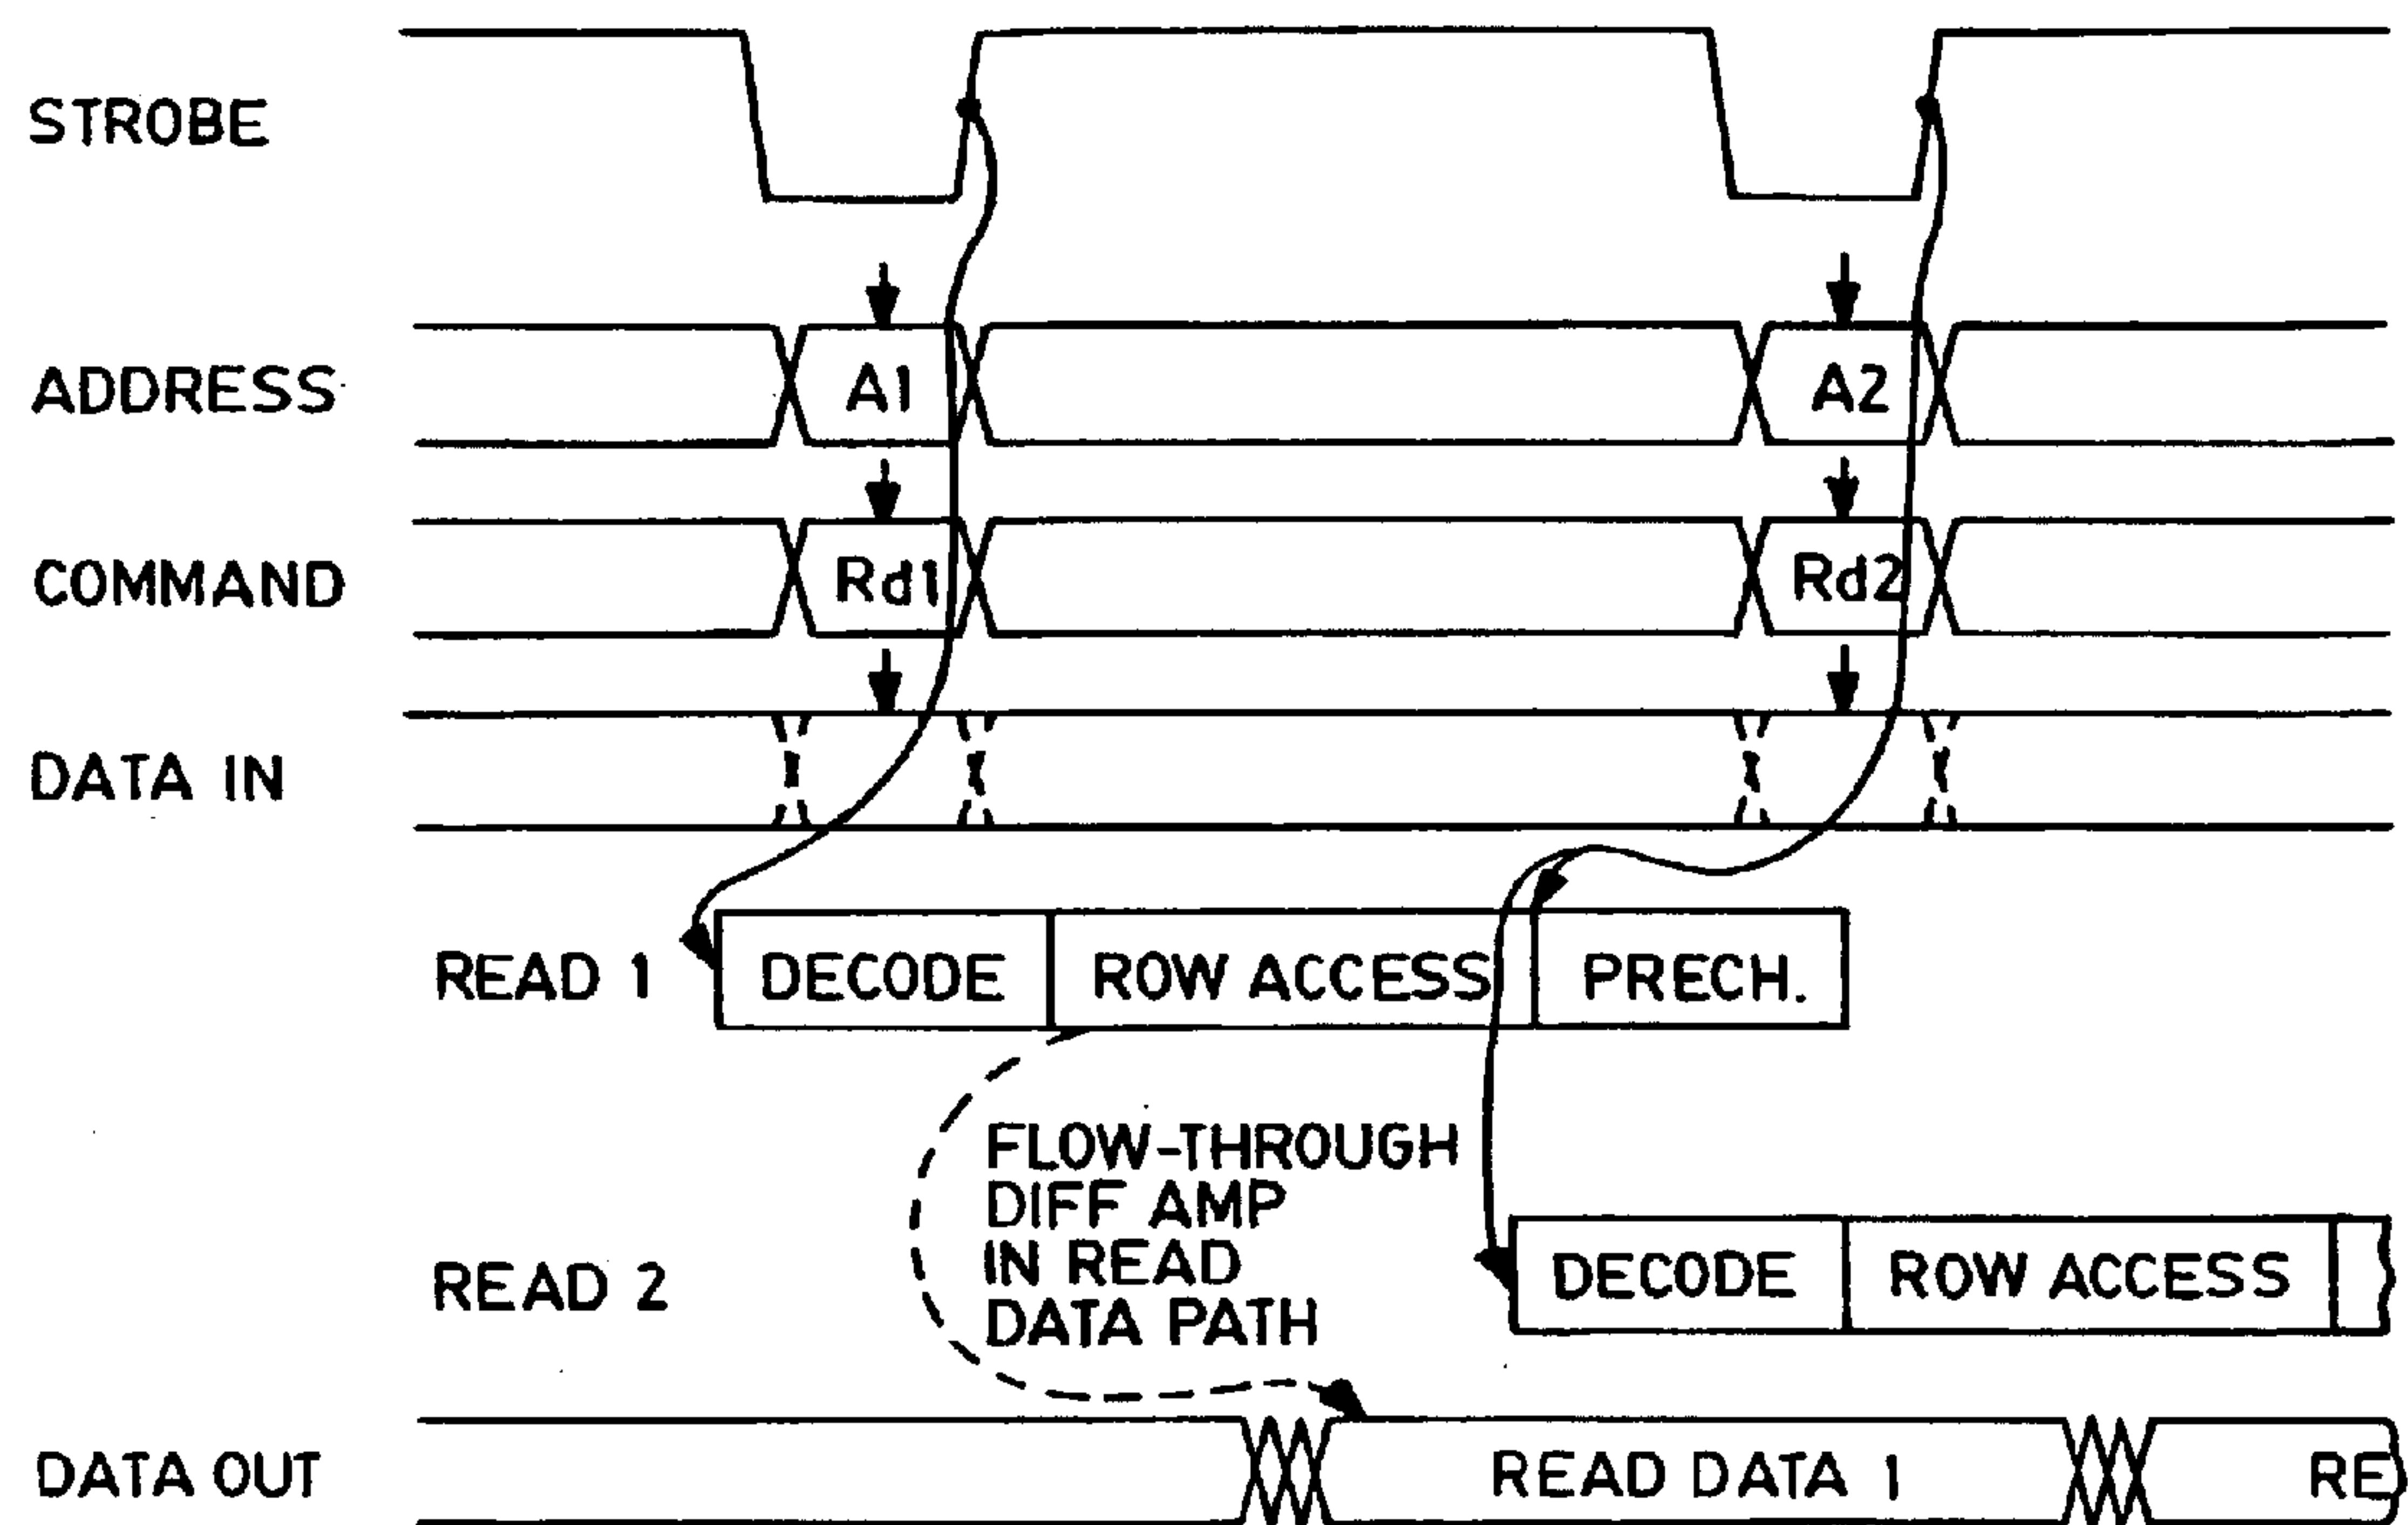 STROBE
ADDRESS
A1
A2
COMMAND
Rd1
Rd2
DATA IN
READ 1
DECODE
ROW ACCESS
PRECH.
FLOW-THROUGH
DIFF AMP
IN READ
DATA PATH
READ 2
DECODE
ROW ACCESS
DATA OUT
READ DATA 1
RE